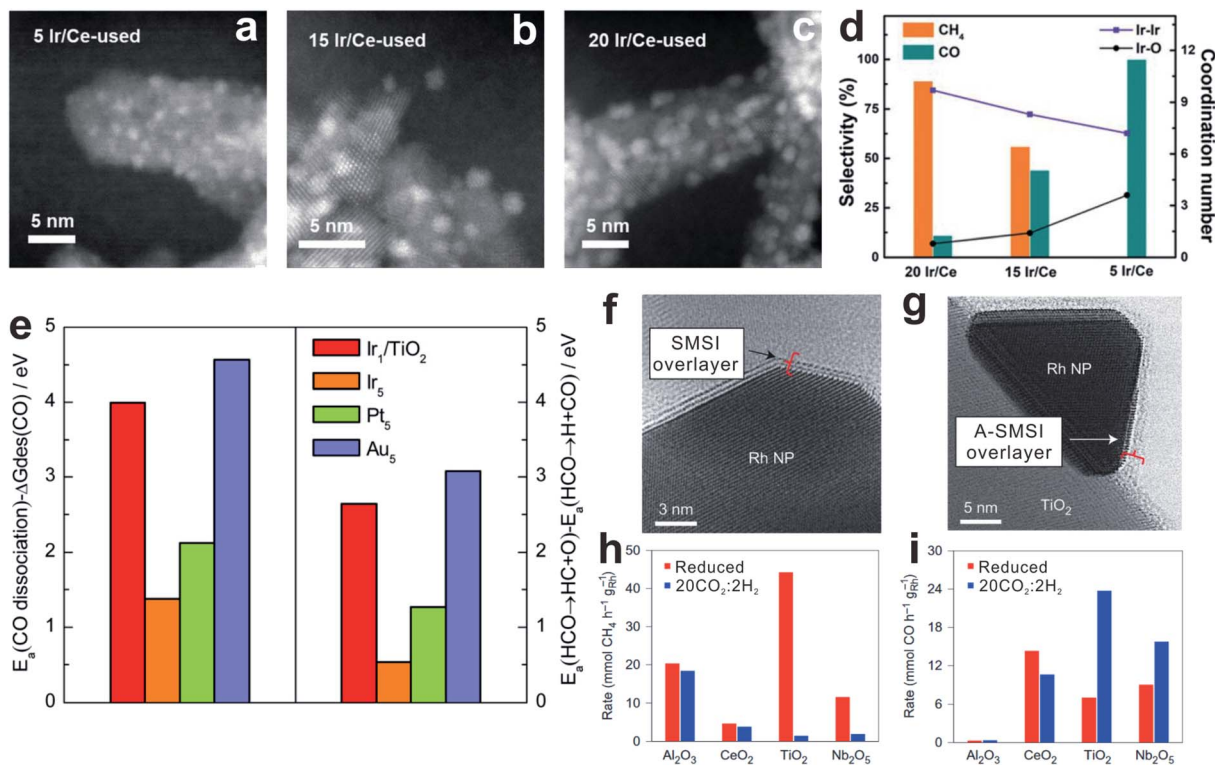 a
5 Ir/Ce-used
5 nm
b
15 Ir/Ce-used
5 nm
c
20 Ir/Ce-used
5 nm
d
CH₄
CO
Ir-Ir
Ir-O
Selectivity (%)
100
75
50
25
0
Coordination number
12
9
6
3
0
20 Ir/Ce
15 Ir/Ce
5 Ir/Ce
e
Eₐ(CO dissociation)-ΔGdes(CO) / eV
5
4
3
2
1
0
Ir₁/TiO₂
Ir₅
Pt₅
Au₅
5
4
3
2
1
0
Eₐ(HCO→HC+O)-Eₐ(HCO→H+CO) / eV
f
SMSI
overlayer
Rh NP
3 nm
g
Rh NP
A-SMSI
overlayer
TiO₂
5 nm
h
Reduced
20CO₂:2H₂
Rate (mmol CH₄ h⁻¹ g⁻¹Rh)
50
40
30
20
10
0
Al₂O₃
CeO₂
TiO₂
Nb₂O₅
i
Reduced
20CO₂:2H₂
Rate (mmol CO h⁻¹ g⁻¹Rh)
30
24
18
12
6
0
Al₂O₃
CeO₂
TiO₂
Nb₂O₅